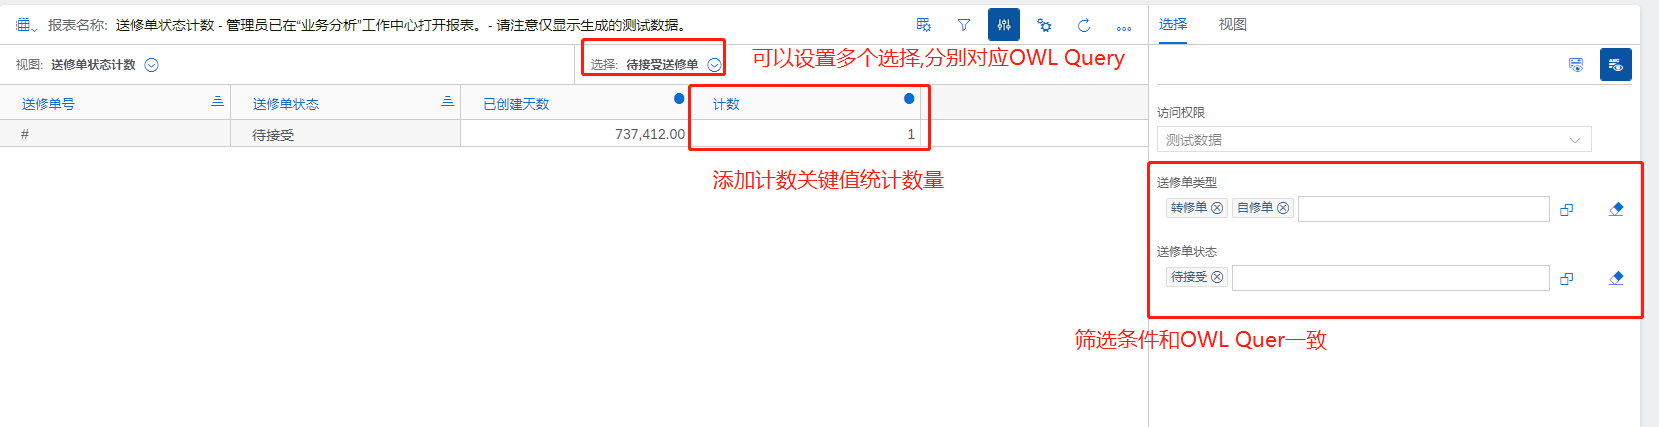 报表名称: 送修单状态计数 - 管理员已在“业务分析”工作中心打开报表。- 请注意仅显示生成的测试数据。
选择 视图
视图: 送修单状态计数
选择: 待接受送修单
可以设置多个选择,分别对应OWL Query
送修单号 送修单状态 已创建天数 计数
# 待接受 737,412.00 1
添加计数关键值统计数量
访问权限
测试数据
送修单类型
转修单 自修单
送修单状态
待接受
筛选条件和OWL Quer一致